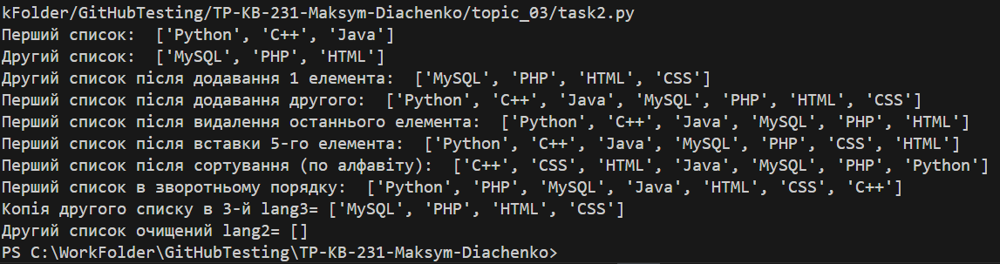 kFolder/GitHubTesting/TP-KB-231-Maksym-Diachenko/topic_03/task2.py
Перший список:  ['Python', 'C++', 'Java']
Другий список:  ['MySQL', 'PHP', 'HTML']
Другий список після додавання 1 елемента:  ['MySQL', 'PHP', 'HTML', 'CSS']
Перший список після додавання другого:  ['Python', 'C++', 'Java', 'MySQL', 'PHP', 'HTML', 'CSS']
Перший список після видалення останнього елемента:  ['Python', 'C++', 'Java', 'MySQL', 'PHP', 'HTML']
Перший список після вставки 5-го елемента:  ['Python', 'C++', 'Java', 'MySQL', 'PHP', 'CSS', 'HTML']
Перший список після сортування (по алфавіту):  ['C++', 'CSS', 'HTML', 'Java', 'MySQL', 'PHP', 'Python']
Перший список в зворотньому порядку:  ['Python', 'PHP', 'MySQL', 'Java', 'HTML', 'CSS', 'C++']
Копія другого списку в 3-й lang3= ['MySQL', 'PHP', 'HTML', 'CSS']
Другий список очищений lang2= []
PS C:\WorkFolder\GitHubTesting\TP-KB-231-Maksym-Diachenko>